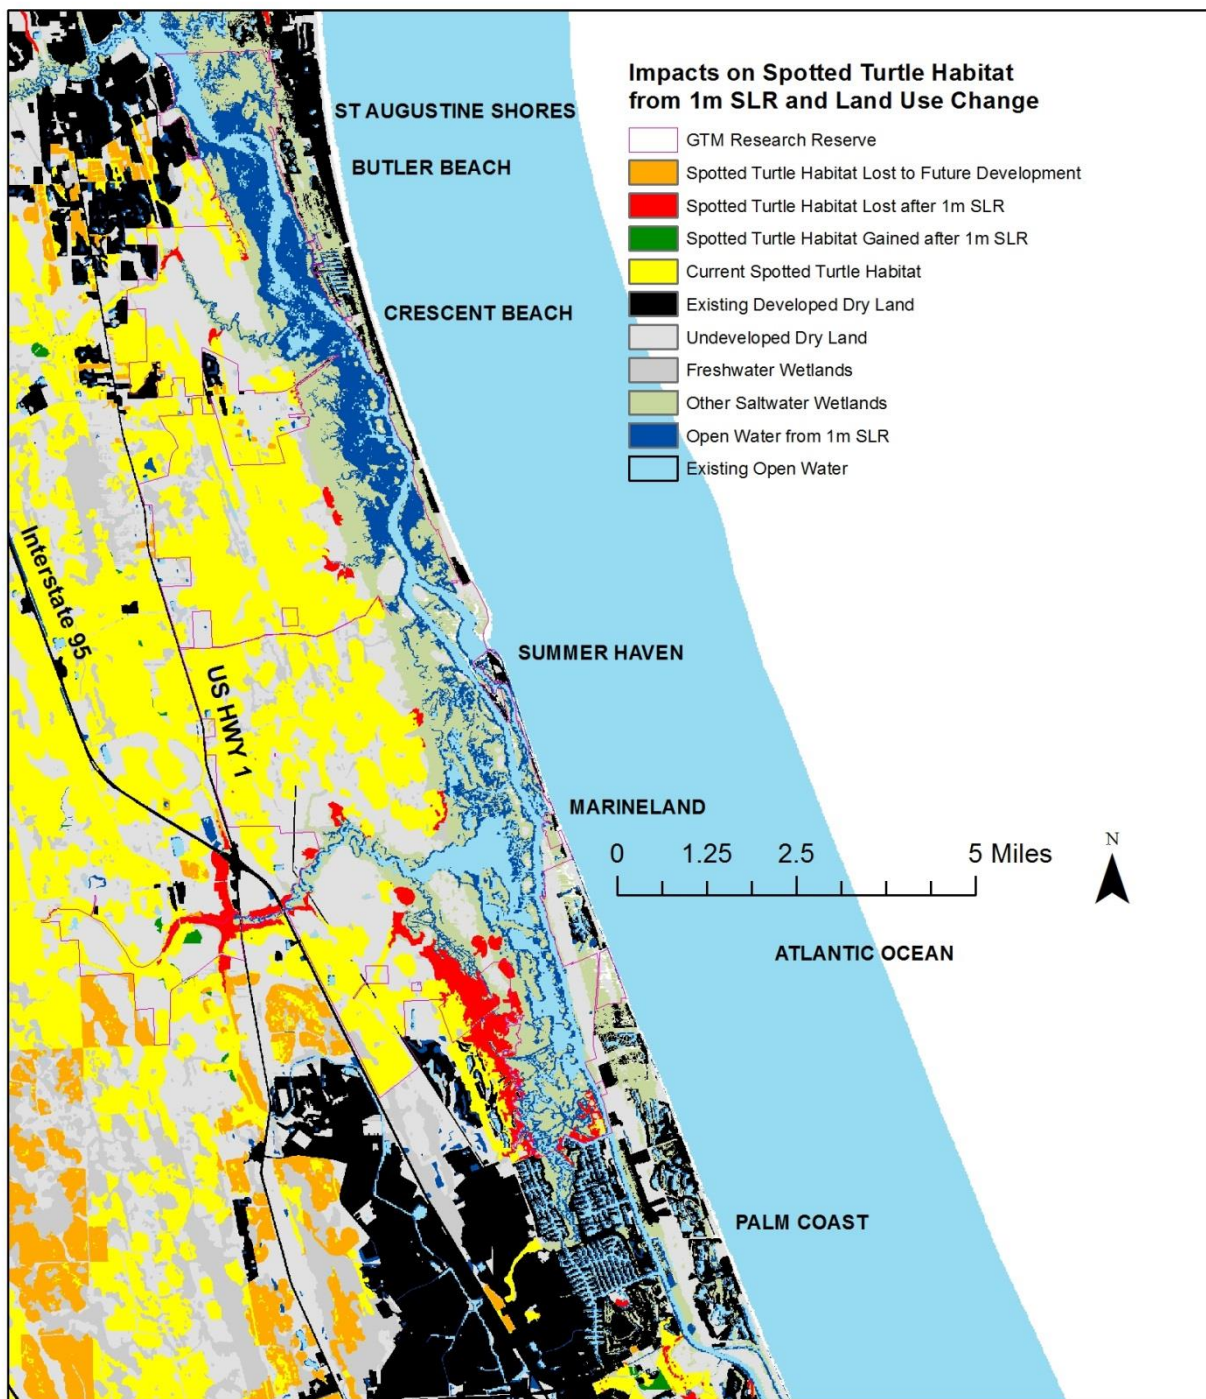 Impacts on Spotted Turtle Habitat
from 1m SLR and Land Use Change
GTM Research Reserve
Spotted Turtle Habitat Lost to Future Development
Spotted Turtle Habitat Lost after 1m SLR
Spotted Turtle Habitat Gained after 1m SLR
Current Spotted Turtle Habitat
Existing Developed Dry Land
Undeveloped Dry Land
Freshwater Wetlands
Other Saltwater Wetlands
Open Water from 1m SLR
Existing Open Water
ST AUGUSTINE SHORES
BUTLER BEACH
CRESCENT BEACH
Interstate 95
US HWY 1
SUMMER HAVEN
MARINELAND
0 1.25 2.5 5 Miles
N
ATLANTIC OCEAN
PALM COAST